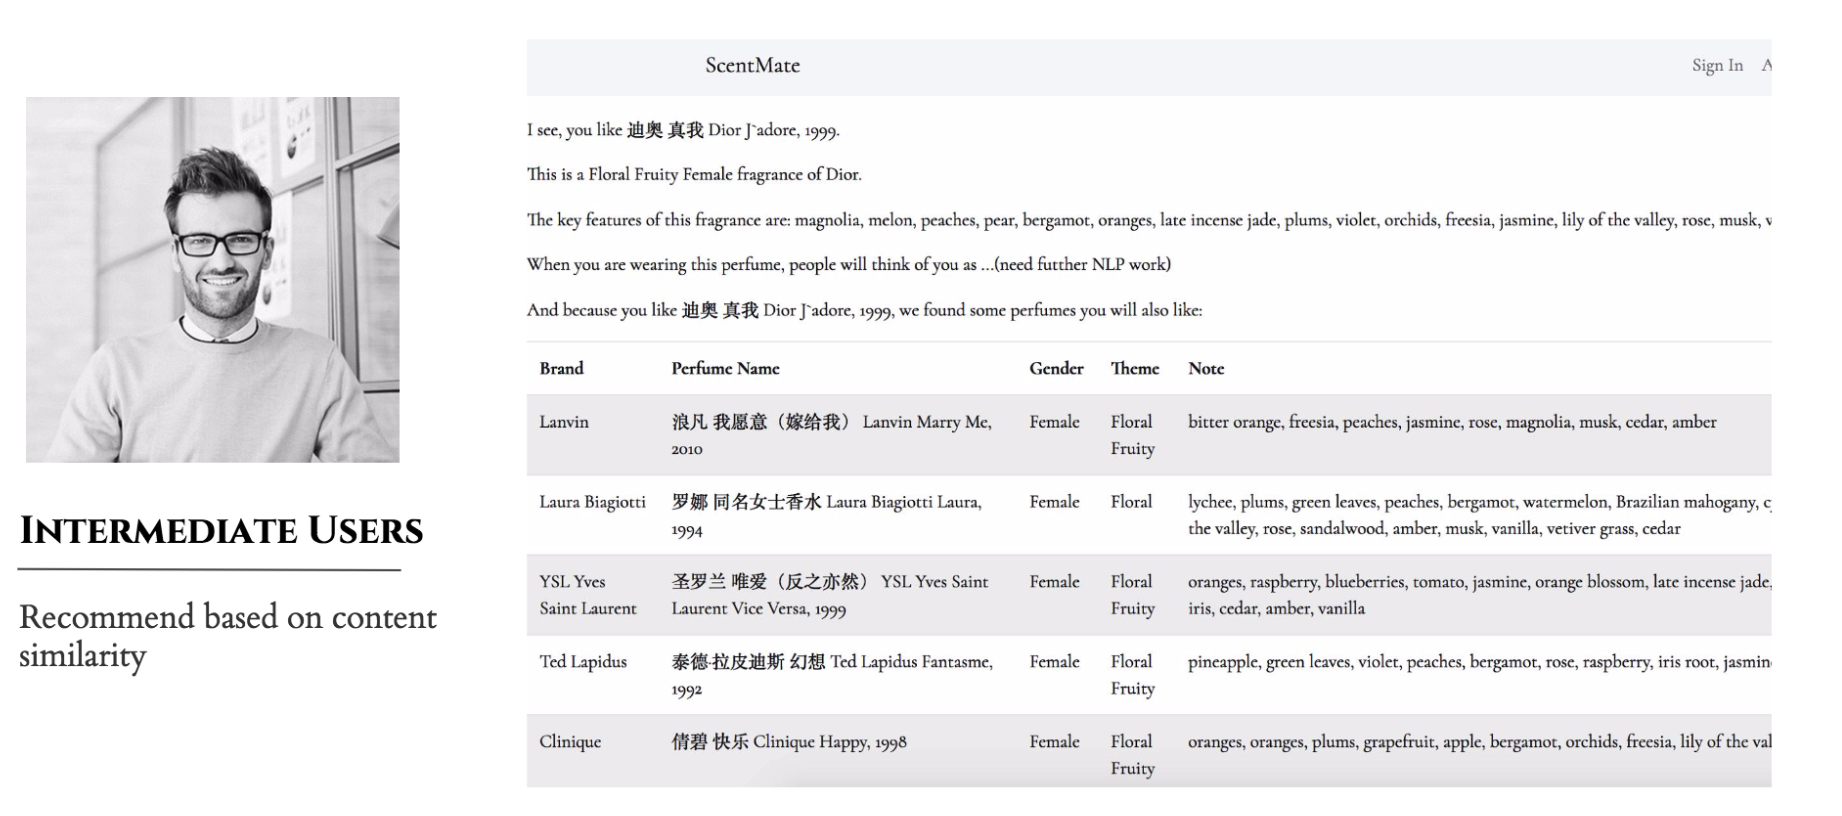 ScentMate
Sign In
I see, you like 迪奥 真我 Dior J`adore, 1999.
This is a Floral Fruity Female fragrance of Dior.
The key features of this fragrance are: magnolia, melon, peaches, pear, bergamot, oranges, late incense jade, plums, violet, orchids, freesia, jasmine, lily of the valley, rose, musk,
When you are wearing this perfume, people will think of you as ...(need futther NLP work)
And because you like 迪奥 真我 Dior J`adore, 1999, we found some perfumes you will also like:
Brand Perfume Name Gender Theme Note
Lanvin 浪凡 我愿意（嫁给我） Lanvin Marry Me, Female Floral bitter orange, freesia, peaches, jasmine, rose, magnolia, musk, cedar, amber
2010 Fruity
Laura Biagiotti 罗娜 同名女士香水 Laura Biagiotti Laura, Female Floral lychee, plums, green leaves, peaches, bergamot, watermelon, Brazilian mahogany,
1994 the valley, rose, sandalwood, amber, musk, vanilla, vetiver grass, cedar
YSL Yves 圣罗兰 唯爱（反之亦然） YSL Yves Saint Female Floral oranges, raspberry, blueberries, tomato, jasmine, orange blossom, late incense jade,
Saint Laurent Laurent Vice Versa, 1999 Fruity iris, cedar, amber, vanilla
Ted Lapidus 泰德·拉皮迪斯 幻想 Ted Lapidus Fantasme, Female Floral pineapple, green leaves, violet, peaches, bergamot, rose, raspberry, iris root, jasmin
1992 Fruity
Clinique 倩碧 快乐 Clinique Happy, 1998 Female Floral oranges, oranges, plums, grapefruit, apple, bergamot, orchids, freesia, lily of the val
Fruity
INTERMEDIATE USERS
Recommend based on content
similarity